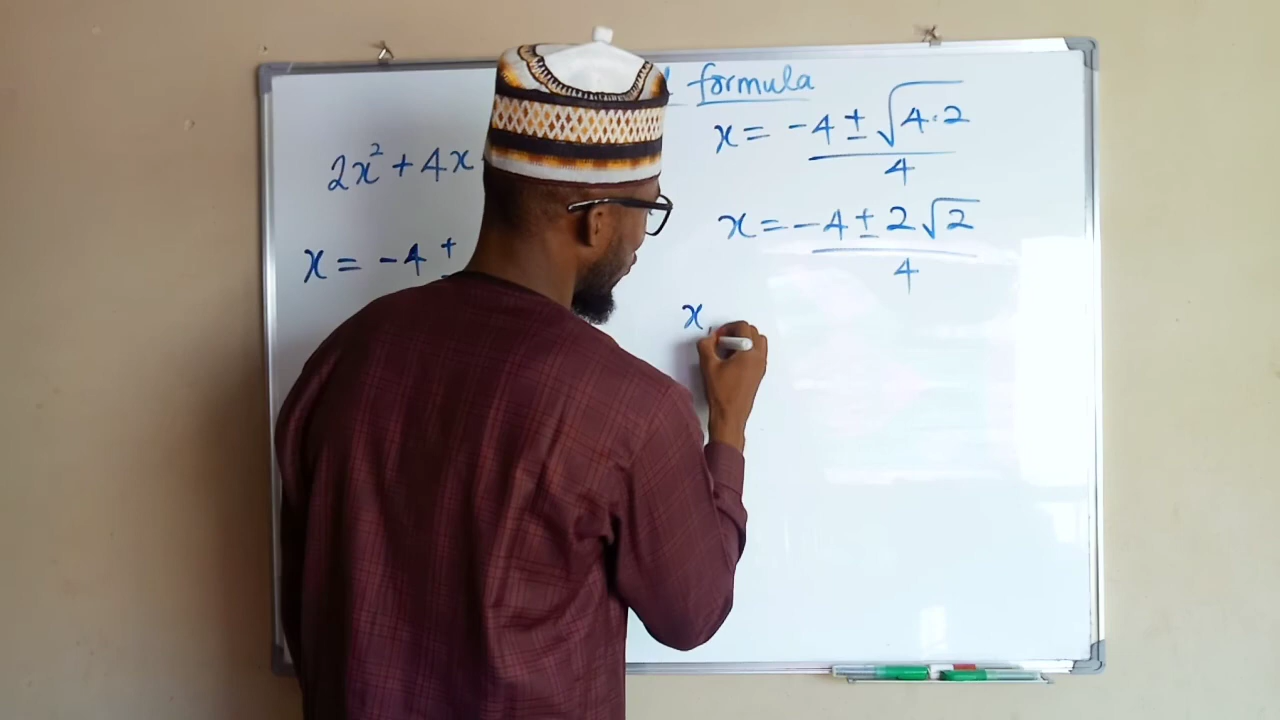 formula
2x² + 4x
x = -4 ±
x = -4 ± √4·2 / 4
x = -4 ± 2√2 / 4
x